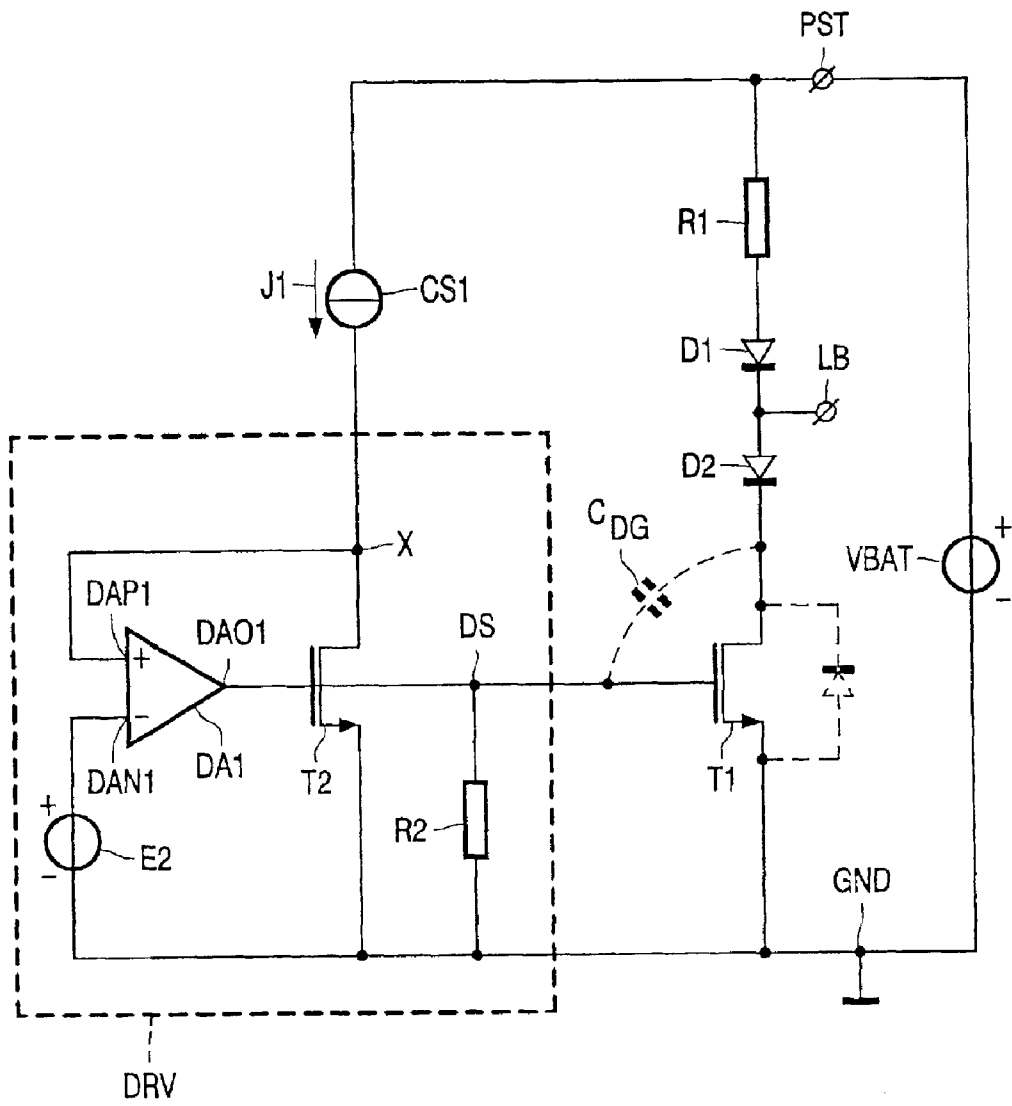 PST
R1
J1
CS1
D1
LB
D2
CDG
X
VBAT
+
-
DAP1
DAO1
DS
+
-
DAN1
DA1
T2
T1
+
-
E2
R2
GND
DRV